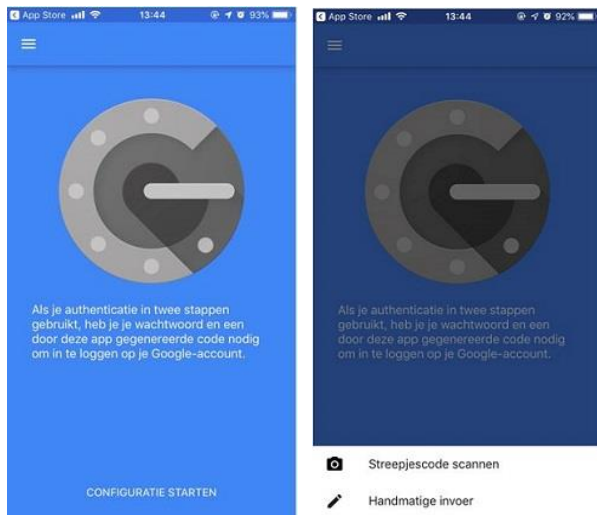 App Store 13:44 93%
Als je authenticatie in twee stappen
gebruikt, heb je je wachtwoord en een
door deze app gegenereerde code nodig
om in te loggen op je Google-account.
CONFIGURATIE STARTEN
App Store 13:44 92%
Als je authenticatie in twee stappen
gebruikt, heb je je wachtwoord en een
door deze app gegenereerde code nodig
om in te loggen op je Google-account.
Streepjescode scannen
Handmatige invoer